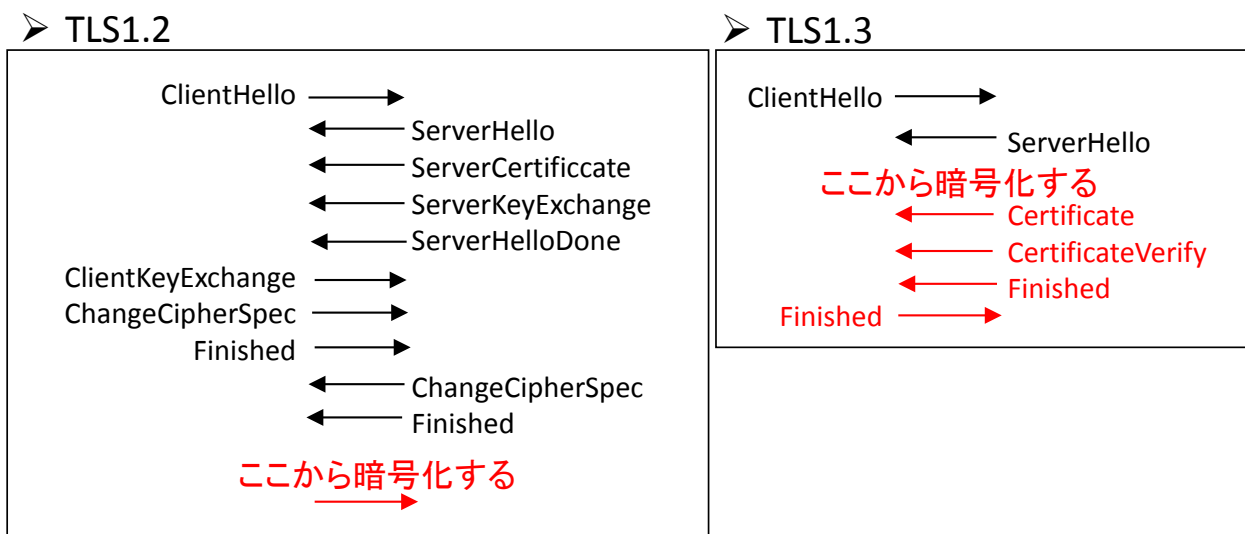 ➢ TLS1.2
ClientHello
ServerHello
ServerCertificcate
ServerKeyExchange
ServerHelloDone
ClientKeyExchange
ChangeCipherSpec
Finished
ChangeCipherSpec
Finished
ここから暗号化する
➢ TLS1.3
ClientHello
ServerHello
ここから暗号化する
Certificate
CertificateVerify
Finished
Finished